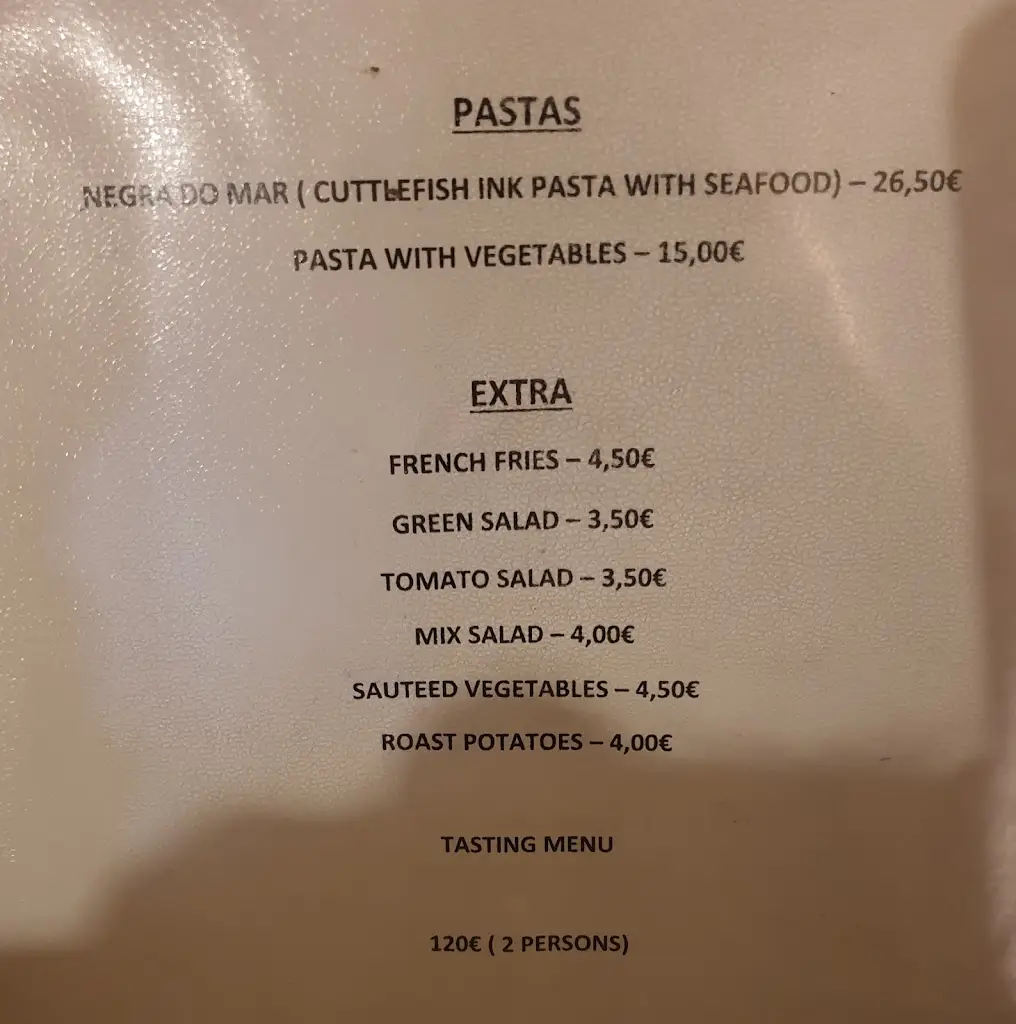 PASTAS
NEGRA DO MAR ( CUTTLEFISH INK PASTA WITH SEAFOOD) – 26,50€
PASTA WITH VEGETABLES – 15,00€
EXTRA
FRENCH FRIES – 4,50€
GREEN SALAD – 3,50€
TOMATO SALAD – 3,50€
MIX SALAD – 4,00€
SAUTEED VEGETABLES – 4,50€
ROAST POTATOES – 4,00€
TASTING MENU
120€ ( 2 PERSONS)